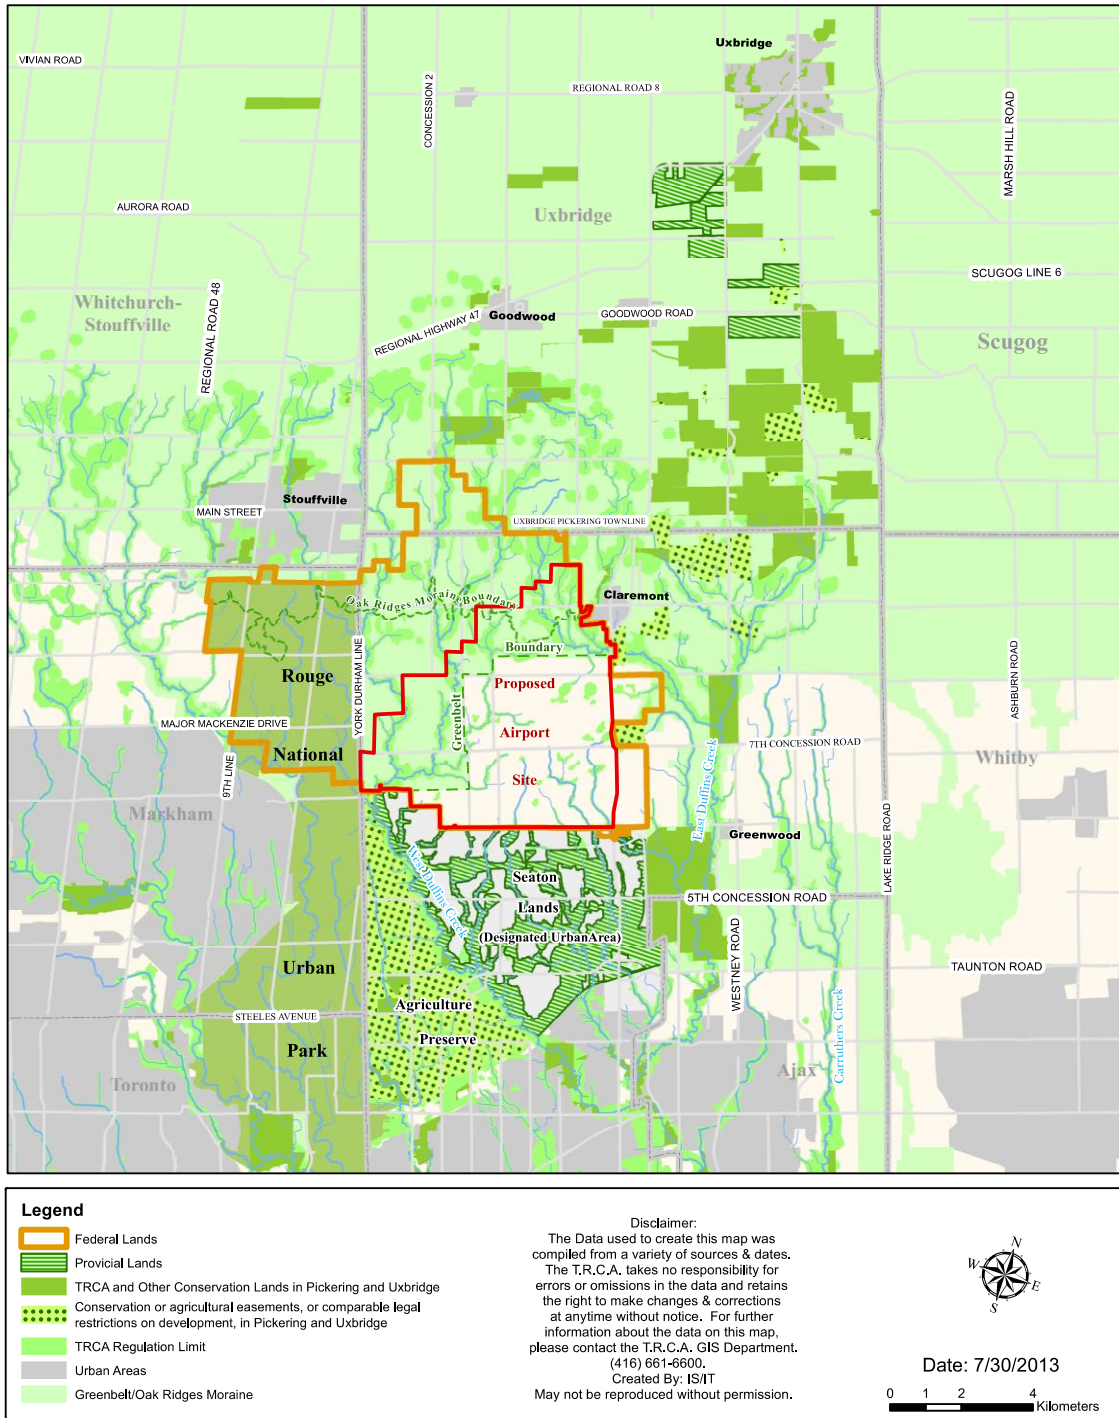 Uxbridge
VIVIAN ROAD
CONCESSION 2
REGIONAL ROAD 8
MARSH HILL ROAD
AURORA ROAD
Uxbridge
SCUGOG LINE 6
Whitchurch-
Stouffville
REGIONAL ROAD 48
REGIONAL HIGHWAY 47
Goodwood
GOODWOOD ROAD
Scugog
Stouffville
MAIN STREET
UXBRIDGE PICKERING TOWNLINE
Oak Ridges Moraine Boundary
Claremont
Boundary
Greenbelt
YORK DURHAM LINE
ASHBURN ROAD
Rouge
Proposed
MAJOR MACKENZIE DRIVE
Airport
7TH CONCESSION ROAD
National
Site
Whitby
9TH LINE
East Duffins Creek
Markham
Greenwood
LAKE RIDGE ROAD
West Duffins Creek
Seaton
5TH CONCESSION ROAD
Lands
(Designated UrbanArea)
WESTNEY ROAD
Urban
TAUNTON ROAD
Agriculture
STEELES AVENUE
Preserve
Park
Carruthers Creek
Toronto
Ajax
Legend
Federal Lands
Provicial Lands
TRCA and Other Conservation Lands in Pickering and Uxbridge
Conservation or agricultural easements, or comparable legal
restrictions on development, in Pickering and Uxbridge
TRCA Regulation Limit
Urban Areas
Greenbelt/Oak Ridges Moraine
Disclaimer:
The Data used to create this map was
compiled from a variety of sources & dates.
The T.R.C.A. takes no responsibility for
errors or omissions in the data and retains
the right to make changes & corrections
at anytime without notice. For further
information about the data on this map,
please contact the T.R.C.A. GIS Department.
(416) 661-6600.
Created By: IS/IT
May not be reproduced without permission.
N
W
E
S
Date: 7/30/2013
0 1 2 4
Kilometers